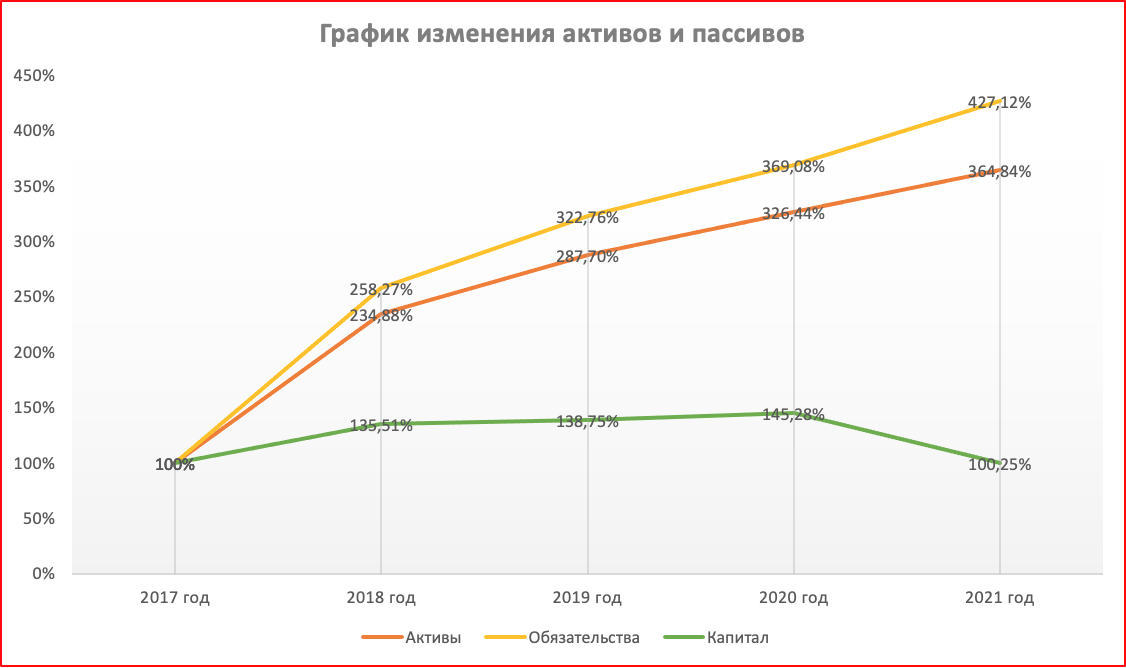 График изменения активов и пассивов
450%
400%
350%
300%
250%
200%
150%
100%
50%
0%
427,12%
369,08%
364,84%
322,76%
326,44%
287,70%
258,27%
234,88%
135,51%
138,75%
145,28%
100%
100,25%
2017 год
2018 год
2019 год
2020 год
2021 год
Активы
Обязательства
Капитал